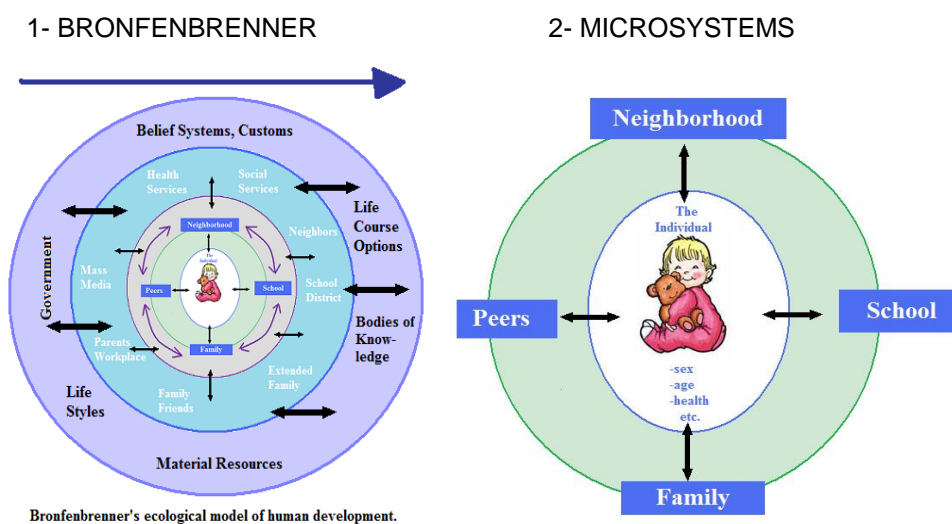 1- BRONFENBRENNER
2- MICROSYSTEMS
Belief Systems, Customs
Health
Services
Social
Services
Neighborhood
Neighbors
Life
Course
Options
Government
Mass
Media
The
Individual
Peers
School
School
District
Parents
Workplace
Family
Bodies of
Know-
ledge
Life
Styles
Family
Friends
Extended
Family
Material Resources
Bronfenbrenner's ecological model of human development.
Neighborhood
The
Individual
Peers
School
-sex
-age
-health
etc.
Family